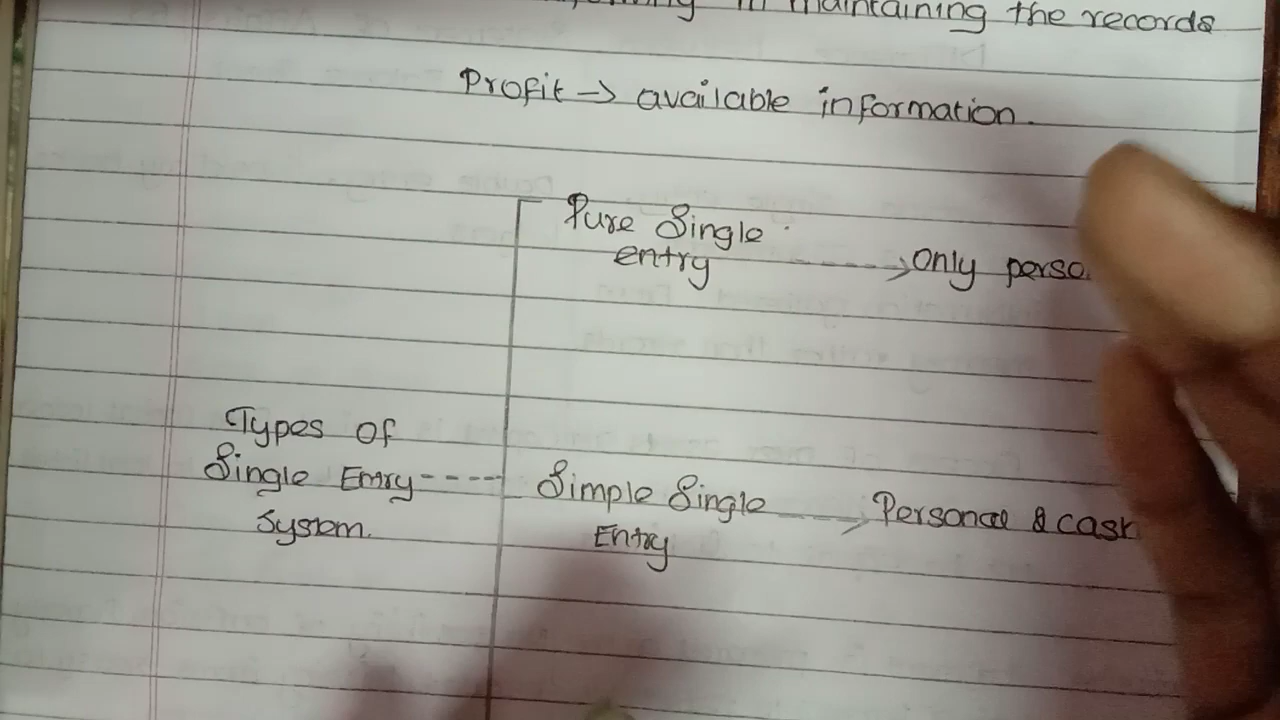 in maintaining the records
Profit → available information.
Pure Single
entry -----> only perso
Types of
Single Entry ----
System.
Simple Single
Entry -----> Personal & cash